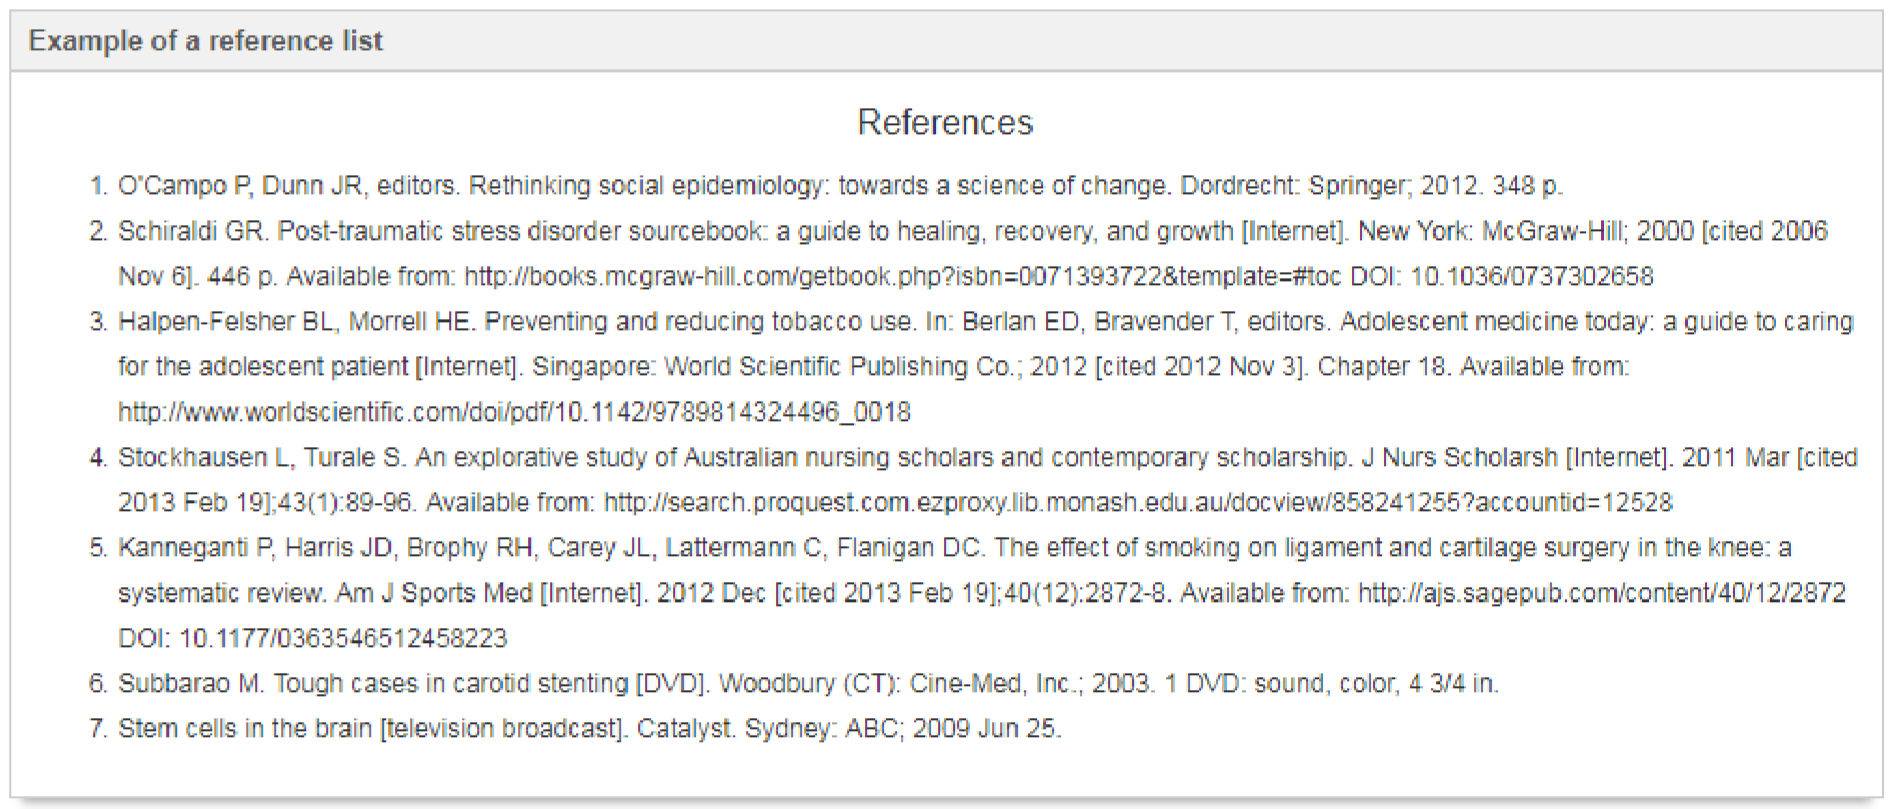 Example of a reference list
References
1. O'Campo P, Dunn JR, editors. Rethinking social epidemiology: towards a science of change. Dordrecht: Springer; 2012. 348 p.
2. Schiraldi GR. Post-traumatic stress disorder sourcebook: a guide to healing, recovery, and growth [Internet]. New York: McGraw-Hill; 2000 [cited 2006
Nov 6]. 446 p. Available from: http://books.mcgraw-hill.com/getbook.php?isbn=0071393722&template=#toc DOI: 10.1036/0737302658
3. Halpen-Felsher BL, Morrell HE. Preventing and reducing tobacco use. In: Berlan ED, Bravender T, editors. Adolescent medicine today: a guide to caring
for the adolescent patient [Internet]. Singapore: World Scientific Publishing Co.; 2012 [cited 2012 Nov 3]. Chapter 18. Available from:
http://www.worldscientific.com/doi/pdf/10.1142/9789814324496_0018
4. Stockhausen L, Turale S. An explorative study of Australian nursing scholars and contemporary scholarship. J Nurs Scholarsh [Internet]. 2011 Mar [cited
2013 Feb 19];43(1):89-96. Available from: http://search.proquest.com.ezproxy.lib.monash.edu.au/docview/858241255?accountid=12528
5. Kanneganti P, Harris JD, Brophy RH, Carey JL, Lattermann C, Flanigan DC. The effect of smoking on ligament and cartilage surgery in the knee: a
systematic review. Am J Sports Med [Internet]. 2012 Dec [cited 2013 Feb 19];40(12):2872-8. Available from: http://ajs.sagepub.com/content/40/12/2872
DOI: 10.1177/0363546512458223
6. Subbarao M. Tough cases in carotid stenting [DVD]. Woodbury (CT): Cine-Med, Inc.; 2003. 1 DVD: sound, color, 4 3/4 in.
7. Stem cells in the brain [television broadcast]. Catalyst. Sydney: ABC; 2009 Jun 25.